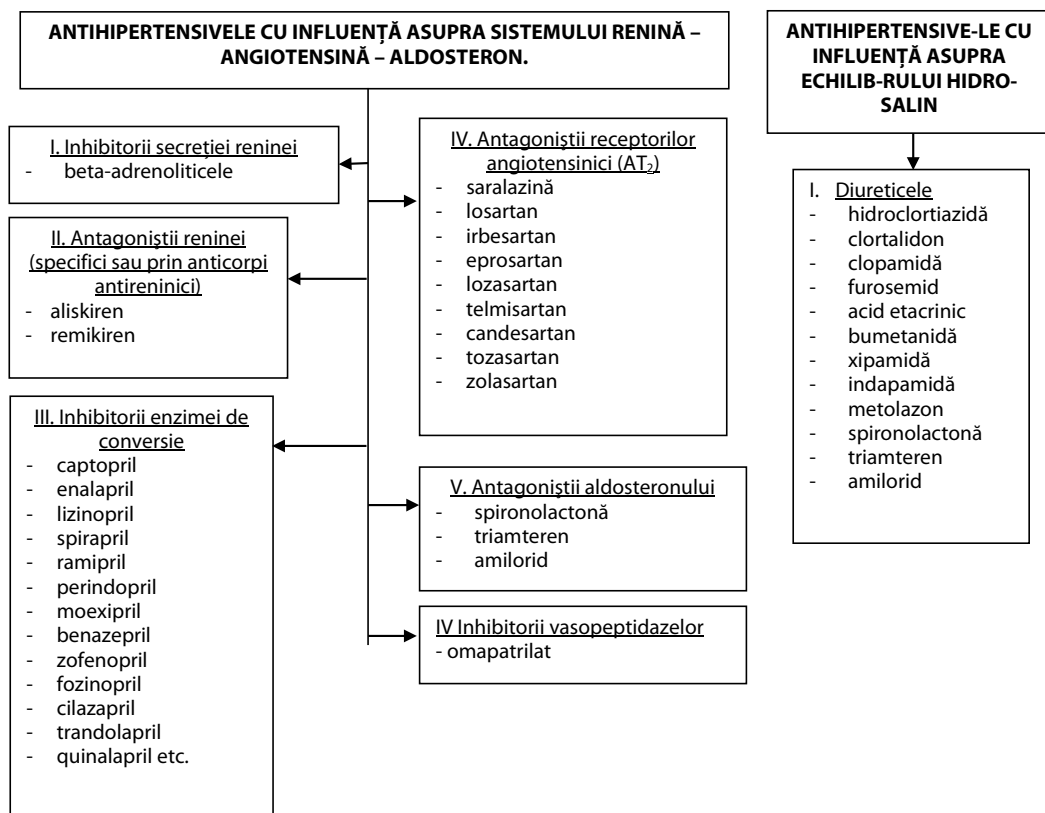 ANTIHIPERTENSIVELE CU INFLUENȚĂ ASUPRA SISTEMULUI RENINĂ –
ANGIOTENSINĂ – ALDOSTERON.
I. Inhibitorii secreției reninei
- beta-adrenoliticele
II. Antagoniştii reninei
(specifici sau prin anticorpi
antireninici)
- aliskiren
- remikiren
III. Inhibitorii enzimei de
conversie
- captopril
- enalapril
- lizinopril
- spirapril
- ramipril
- perindopril
- moexipril
- benazepril
- zofenopril
- fozinopril
- cilazapril
- trandolapril
- quinalapril etc.
IV. Antagoniştii receptorilor
angiotensinici (AT₂)
- saralazină
- losartan
- irbesartan
- eprosartan
- lozasartan
- telmisartan
- candesartan
- tozasartan
- zolasartan
V. Antagoniştii aldosteronului
- spironolactonă
- triamteren
- amilorid
IV Inhibitorii vasopeptidazelor
- omapatrilat
ANTIHIPERTENSIVE-LE CU
INFLUENȚĂ ASUPRA
ECHILIB-RULUI HIDRO-
SALIN
I. Diureticele
- hidroclortiazidă
- clortalidon
- clopamidă
- furosemid
- acid etacrinic
- bumetanidă
- xipamidă
- indapamidă
- metolazon
- spironolactonă
- triamteren
- amilorid